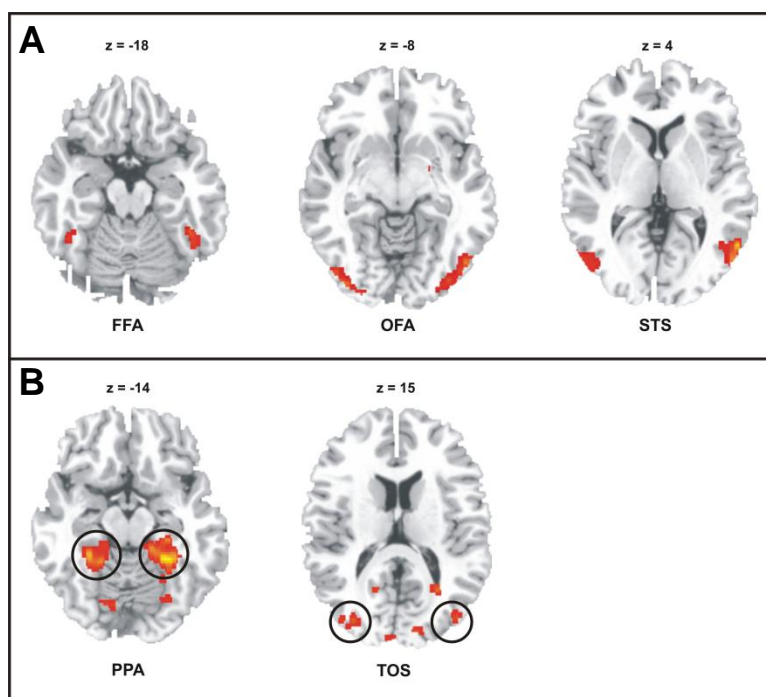 A
z = -18
z = -8
z = 4
FFA
OFA
STS
B
z = -14
z = 15
PPA
TOS